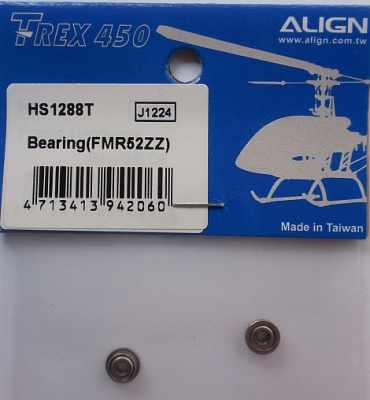 T-REX 450
ALIGN
www.align.com.tw
HS1288T
J1224
Bearing(FMR52ZZ)
4 713413 942060
Made in Taiwan